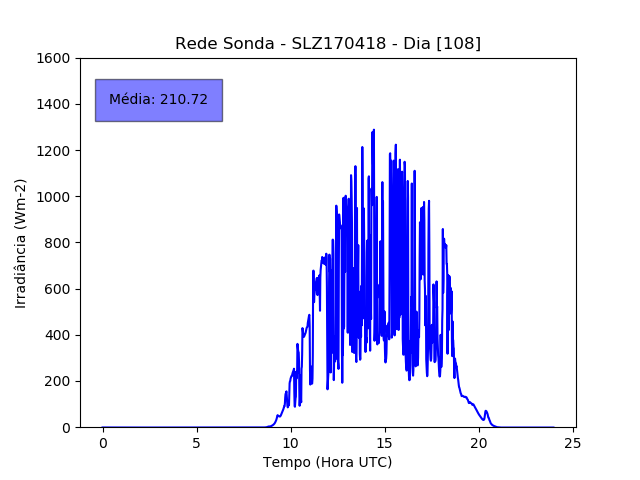 Rede Sonda - SLZ170418 - Dia [108]
1600
1400
1200
1000
800
600
400
200
0
Irradiância (Wm-2)
Média: 210.72
0 5 10 15 20 25
Tempo (Hora UTC)